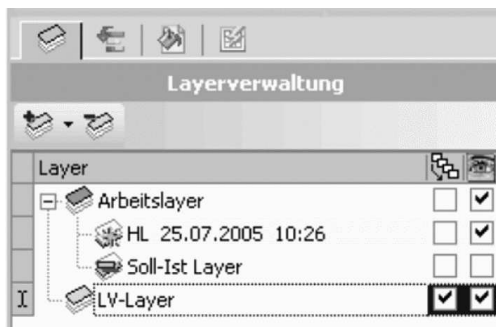 Layerverwaltung
Layer
Arbeitslayer
HL 25.07.2005 10:26
Soll-Ist Layer
LV-Layer